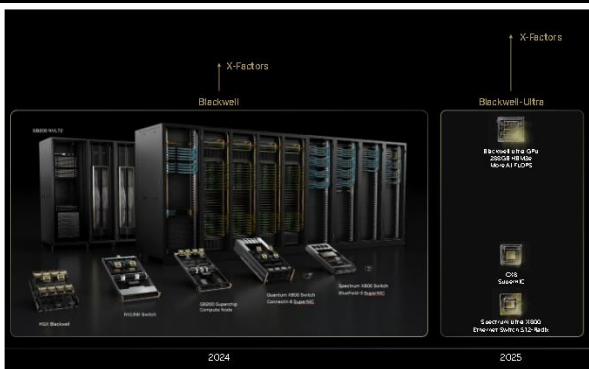 X-Factors
X-Factors
Blackwell
Blackwell-Ultra
GB200 NVL72
Blackwell Ultra GPU
288GB HBM3e
More AI FLOPS
HGX Blackwell
NVLINK Switch
GB200 Superchip
Compute Node
Quantum X800 Switch
ConnectX-8 SuperNIC
Spectrum X800 Switch
BlueField-3 SuperNIC
CX8
SuperNIC
Spectrum Ultra X800
Ethernet Switch 512-Radix
2024
2025